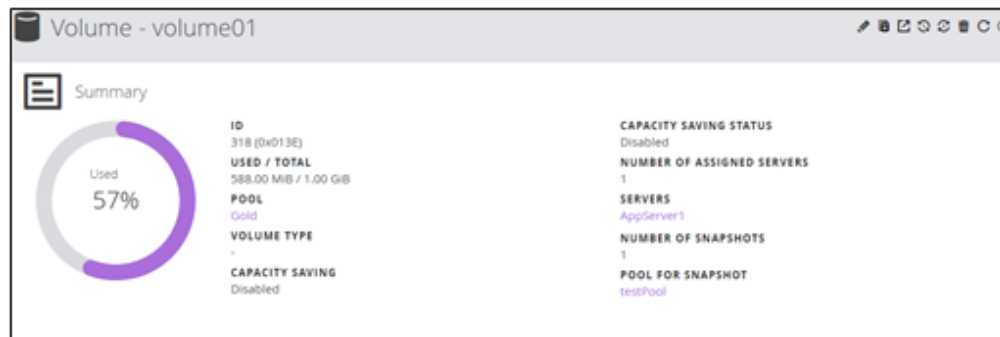 Volume - volume01
Summary
Used
57%
ID
318 (0x013E)
USED / TOTAL
588.00 MiB / 1.00 GiB
POOL
Gold
VOLUME TYPE
-
CAPACITY SAVING
Disabled
CAPACITY SAVING STATUS
Disabled
NUMBER OF ASSIGNED SERVERS
1
SERVERS
AppServer1
NUMBER OF SNAPSHOTS
1
POOL FOR SNAPSHOT
testPool